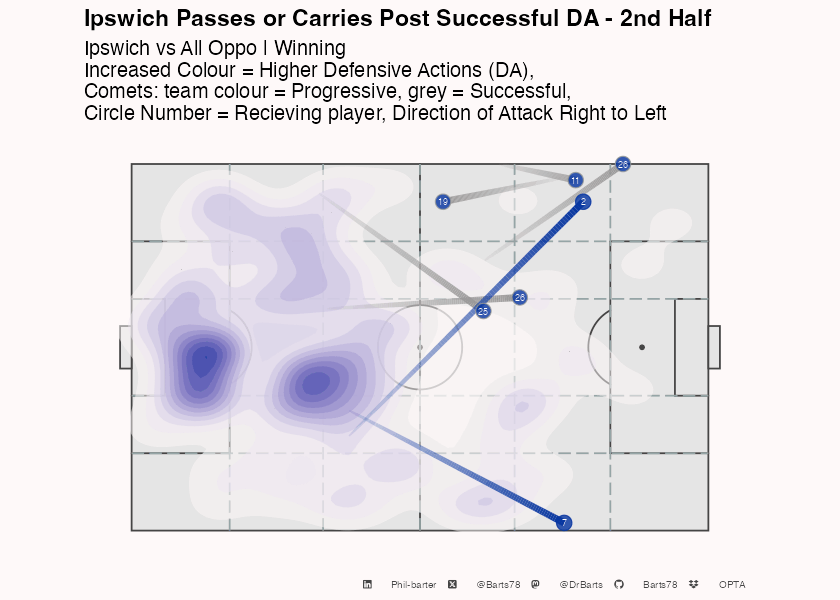 Ipswich Passes or Carries Post Successful DA - 2nd Half
Ipswich vs All Oppo | Winning
Increased Colour = Higher Defensive Actions (DA),
Comets: team colour = Progressive, grey = Successful,
Circle Number = Recieving player, Direction of Attack Right to Left
26
11
19
2
26
25
7
Phil-barter @Barts78 @DrBarts Barts78 OPTA